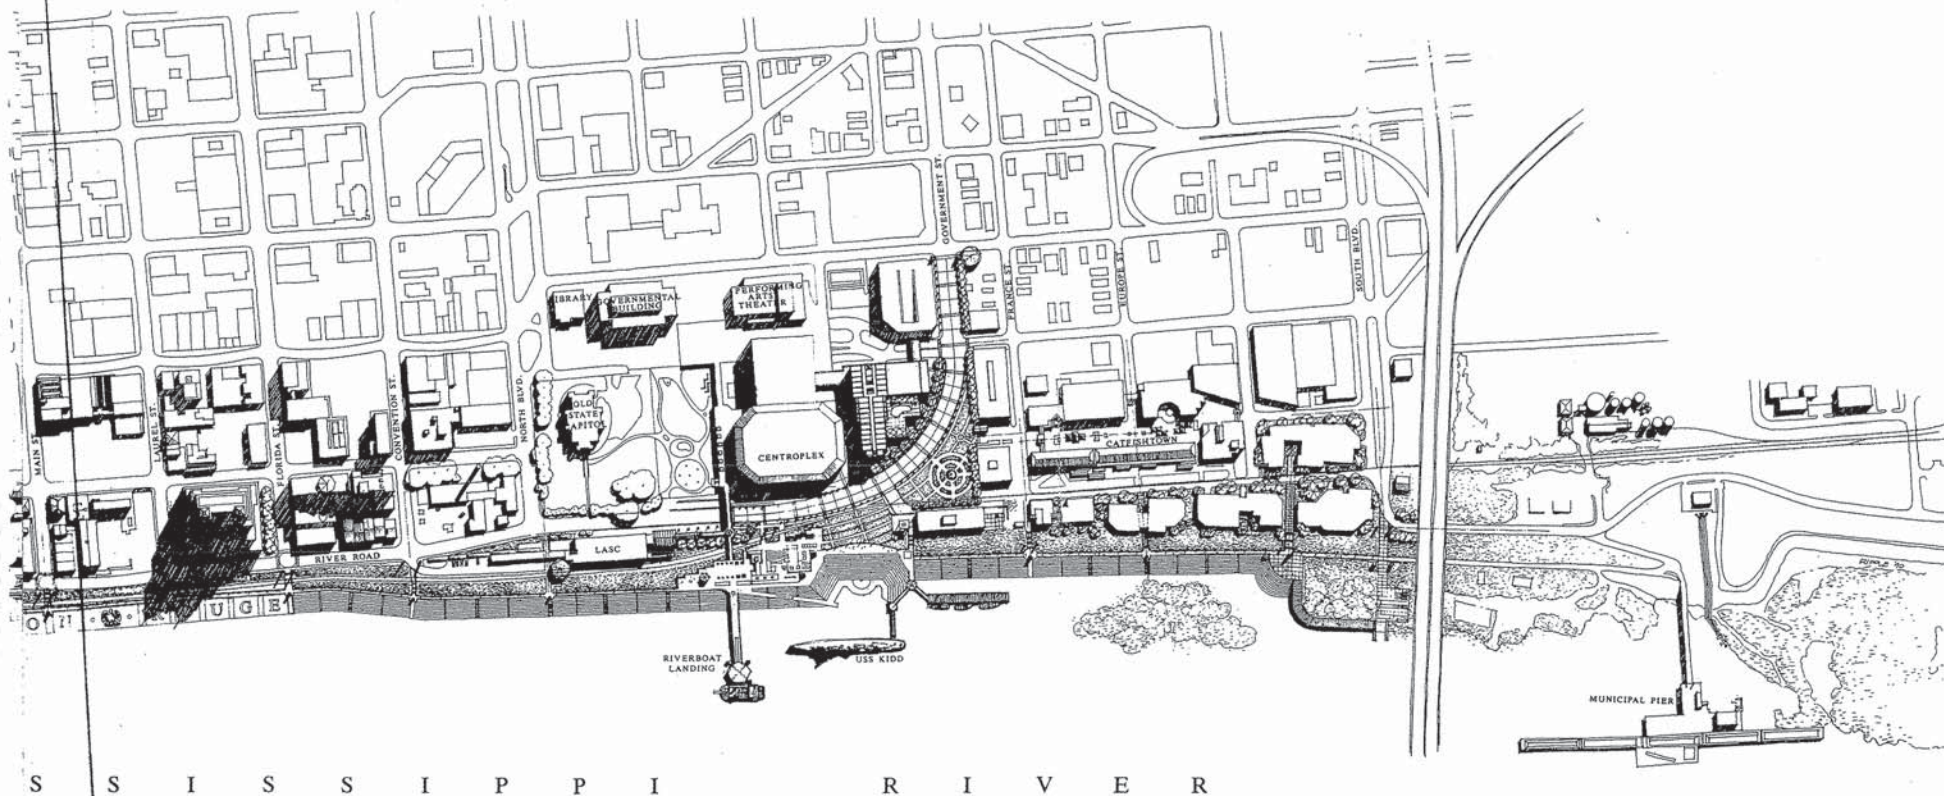 GOVERNMENT ST.
SOUTH BLVD.
FRANCE ST.
EUROPE ST.
LIBRARY
GOVERNMENTAL
BUILDING
PERFORMING
ARTS
THEATER
MAIN ST.
LAUREL ST.
FLORIDA ST.
CONVENTION ST.
NORTH BLVD.
OLD
STATE
CAPITOL
CENTROPLEX
CATFISHTOWN
RIVER ROAD
LASC
O
U G E
RIVERBOAT
LANDING
USS KIDD
MUNICIPAL PIER
S S I S S I P P I R I V E R